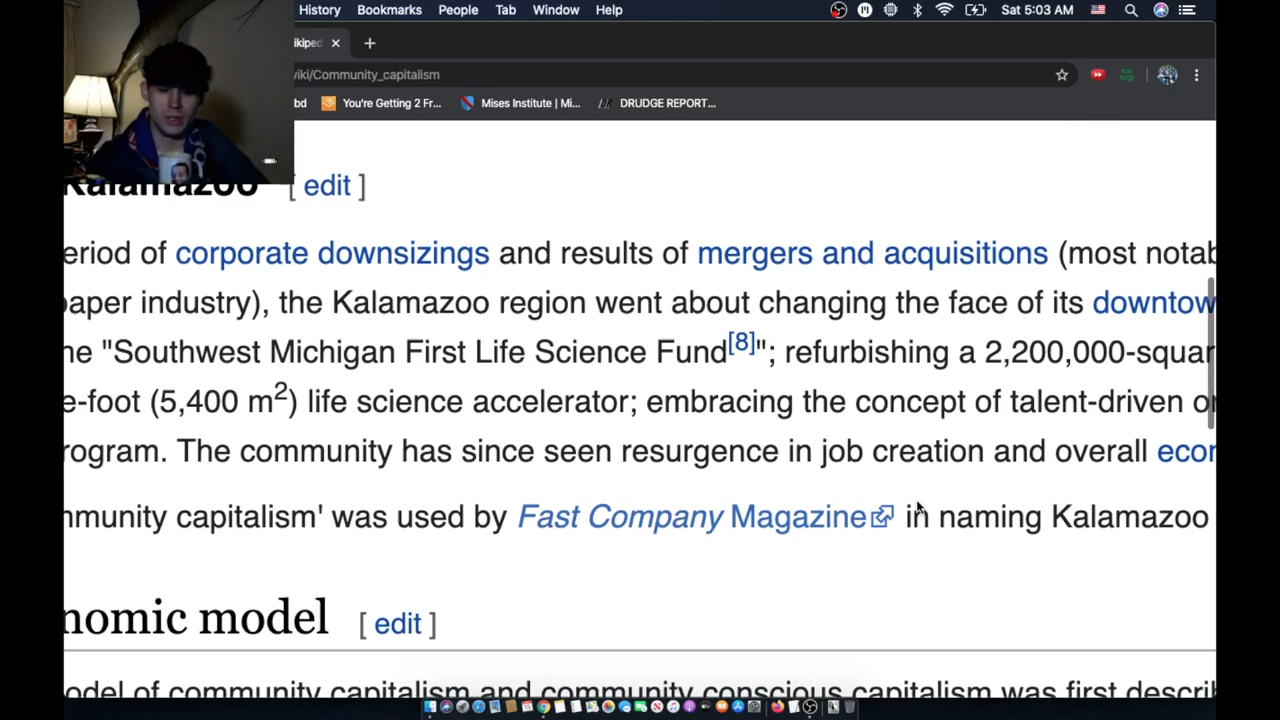 History Bookmarks People Tab Window Help Sat 5:03 AM
ikiped
viki/Community_capitalism
bd You're Getting 2 Fr... Mises Institute | Mi... DRUDGE REPORT...
Kalamazoo [ edit ]
eriod of corporate downsizings and results of mergers and acquisitions (most notab
paper industry), the Kalamazoo region went about changing the face of its downtow
he "Southwest Michigan First Life Science Fund[8]"; refurbishing a 2,200,000-squar
e-foot (5,400 m2) life science accelerator; embracing the concept of talent-driven or
rogram. The community has since seen resurgence in job creation and overall econ
mmunity capitalism' was used by Fast Company Magazine in naming Kalamazoo
nomic model [ edit ]
odel of community capitalism and community conscious capitalism was first describ